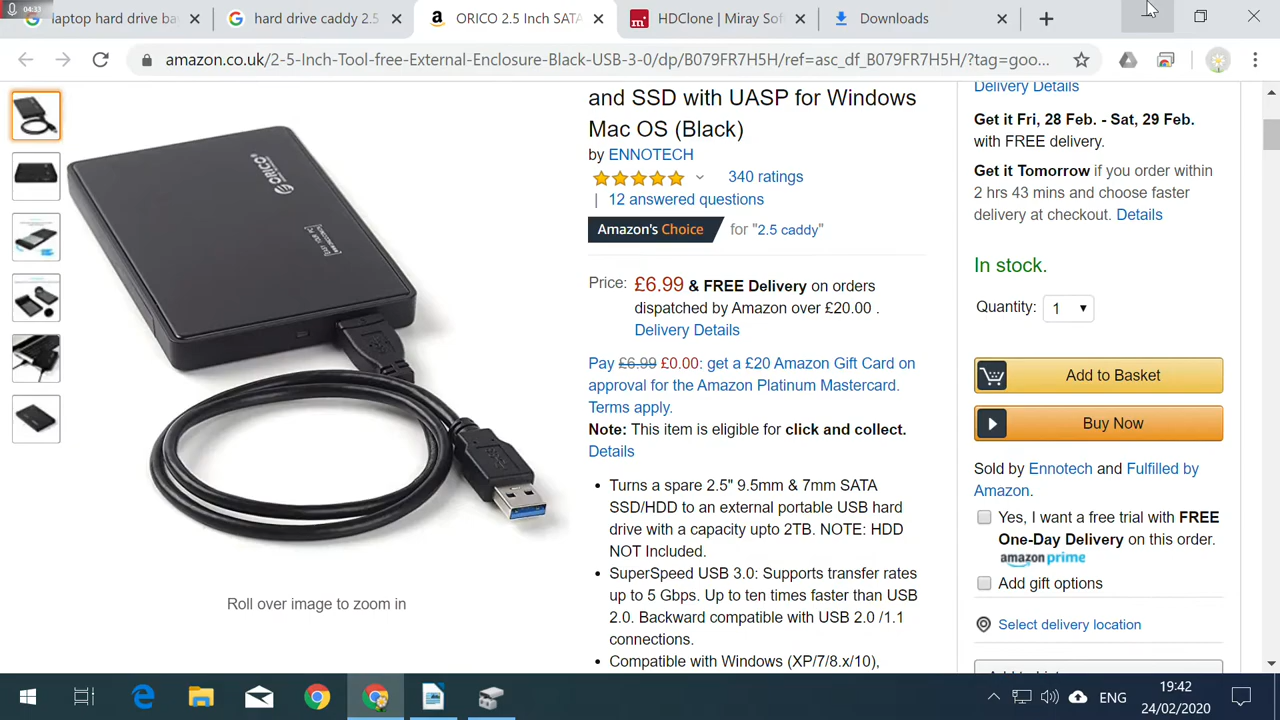 04:33
laptop hard drive ba
hard drive caddy 2.5
ORICO 2.5 Inch SATA
HDClone | Miray Sof
Downloads
amazon.co.uk/2-5-Inch-Tool-free-External-Enclosure-Black-USB-3-0/dp/B079FR7H5H/ref=asc_df_B079FR7H5H/?tag=goo...
and SSD with UASP for Windows
Mac OS (Black)
by ENNOTECH
340 ratings
| 12 answered questions
Amazon's Choice for "2.5 caddy"
Price: £6.99 & FREE Delivery on orders
dispatched by Amazon over £20.00 .
Delivery Details
Pay £6.99 £0.00: get a £20 Amazon Gift Card on
approval for the Amazon Platinum Mastercard.
Terms apply.
Note: This item is eligible for click and collect.
Details
• Turns a spare 2.5" 9.5mm & 7mm SATA
SSD/HDD to an external portable USB hard
drive with a capacity upto 2TB. NOTE: HDD
NOT Included.
• SuperSpeed USB 3.0: Supports transfer rates
up to 5 Gbps. Up to ten times faster than USB
2.0. Backward compatible with USB 2.0 /1.1
connections.
• Compatible with Windows (XP/7/8.x/10),
ORICO
Roll over image to zoom in
Delivery Details
Get it Fri, 28 Feb. - Sat, 29 Feb.
with FREE delivery.
Get it Tomorrow if you order within
2 hrs 43 mins and choose faster
delivery at checkout. Details
In stock.
Quantity: 1
Add to Basket
Buy Now
Sold by Ennotech and Fulfilled by
Amazon.
Yes, I want a free trial with FREE
One-Day Delivery on this order.
amazon prime
Add gift options
Select delivery location
ENG
19:42
24/02/2020